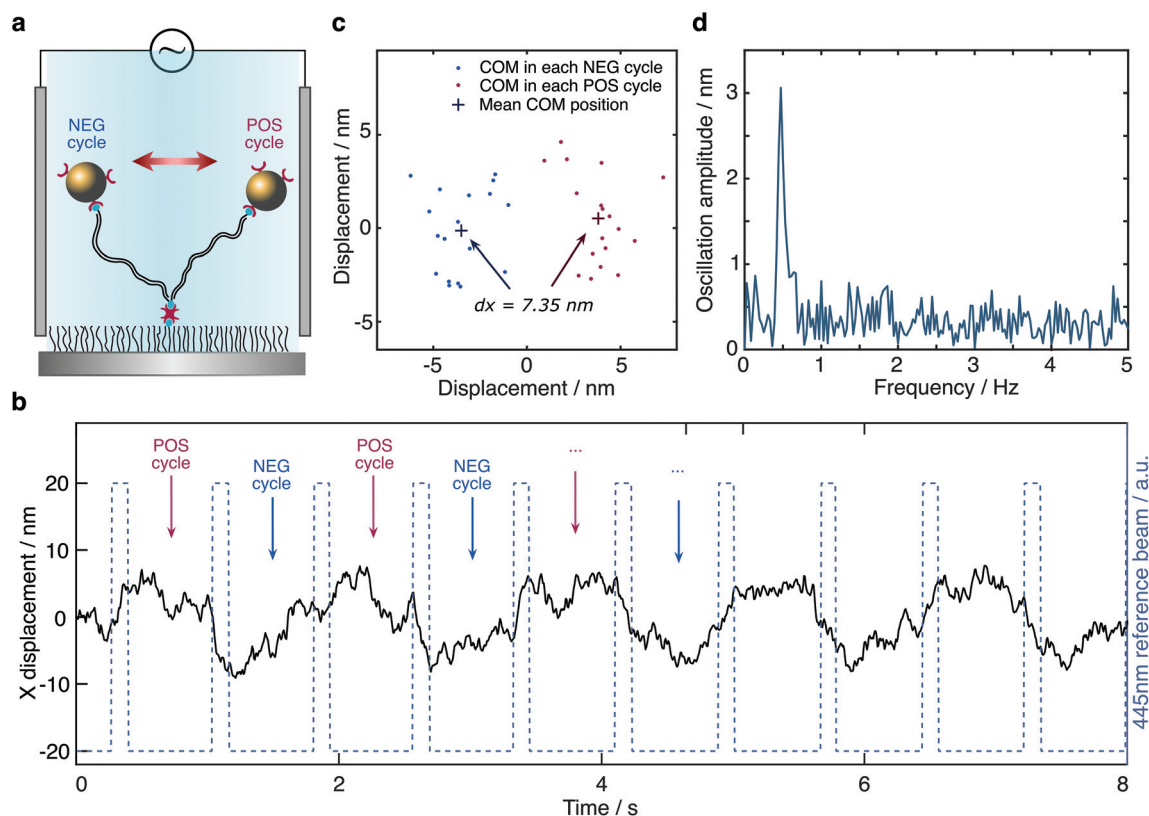 a
NEG
cycle
POS
cycle
c
COM in each NEG cycle
COM in each POS cycle
Mean COM position
Displacement / nm
5
0
-5
dx = 7.35 nm
-5
0
5
Displacement / nm
d
Oscillation amplitude / nm
3
2
1
0
0
1
2
3
4
5
Frequency / Hz
b
X displacement / nm
20
10
0
-10
-20
POS
cycle
NEG
cycle
POS
cycle
NEG
cycle
...
...
0
2
4
6
8
Time / s
445nm reference beam / a.u.